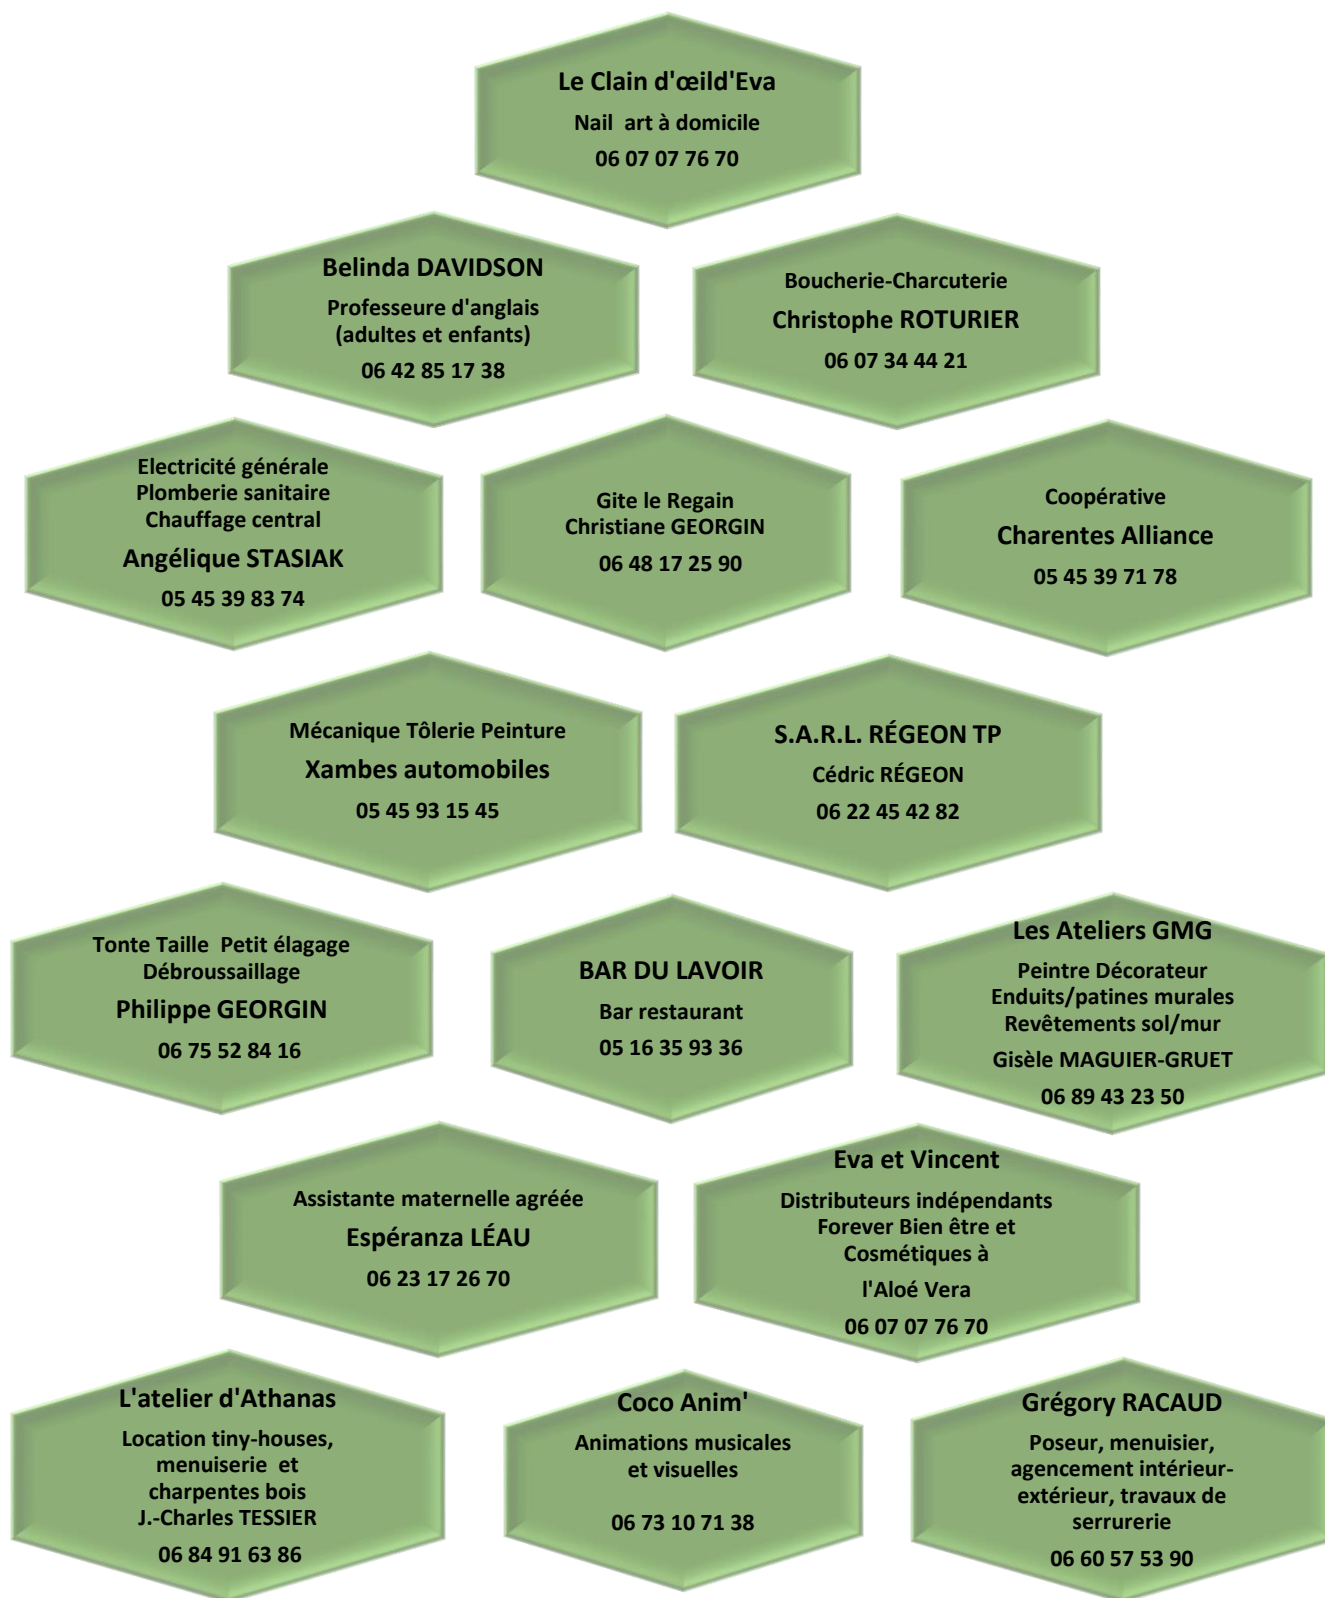 Le Clain d'œild'Eva
Nail art à domicile
06 07 07 76 70
Belinda DAVIDSON
Professeure d'anglais
(adultes et enfants)
06 42 85 17 38
Boucherie-Charcuterie
Christophe ROTURIER
06 07 34 44 21
Electricité générale
Plomberie sanitaire
Chauffage central
Angélique STASIAK
05 45 39 83 74
Gite le Regain
Christiane GEORGIN
06 48 17 25 90
Coopérative
Charentes Alliance
05 45 39 71 78
Mécanique Tôlerie Peinture
Xambes automobiles
05 45 93 15 45
S.A.R.L. RÉGEON TP
Cédric RÉGEON
06 22 45 42 82
Tonte Taille Petit élagage
Débroussaillage
Philippe GEORGIN
06 75 52 84 16
BAR DU LAVOIR
Bar restaurant
05 16 35 93 36
Les Ateliers GMG
Peintre Décorateur
Enduits/patines murales
Revêtements sol/mur
Gisèle MAGUIER-GRUET
06 89 43 23 50
Assistante maternelle agréée
Espéranza LÉAU
06 23 17 26 70
Eva et Vincent
Distributeurs indépendants
Forever Bien être et
Cosmétiques à
l'Aloé Vera
06 07 07 76 70
L'atelier d'Athanas
Location tiny-houses,
menuiserie et
charpentes bois
J.-Charles TESSIER
06 84 91 63 86
Coco Anim'
Animations musicales
et visuelles
06 73 10 71 38
Grégory RACAUD
Poseur, menuisier,
agencement intérieur-
extérieur, travaux de
serrurerie
06 60 57 53 90